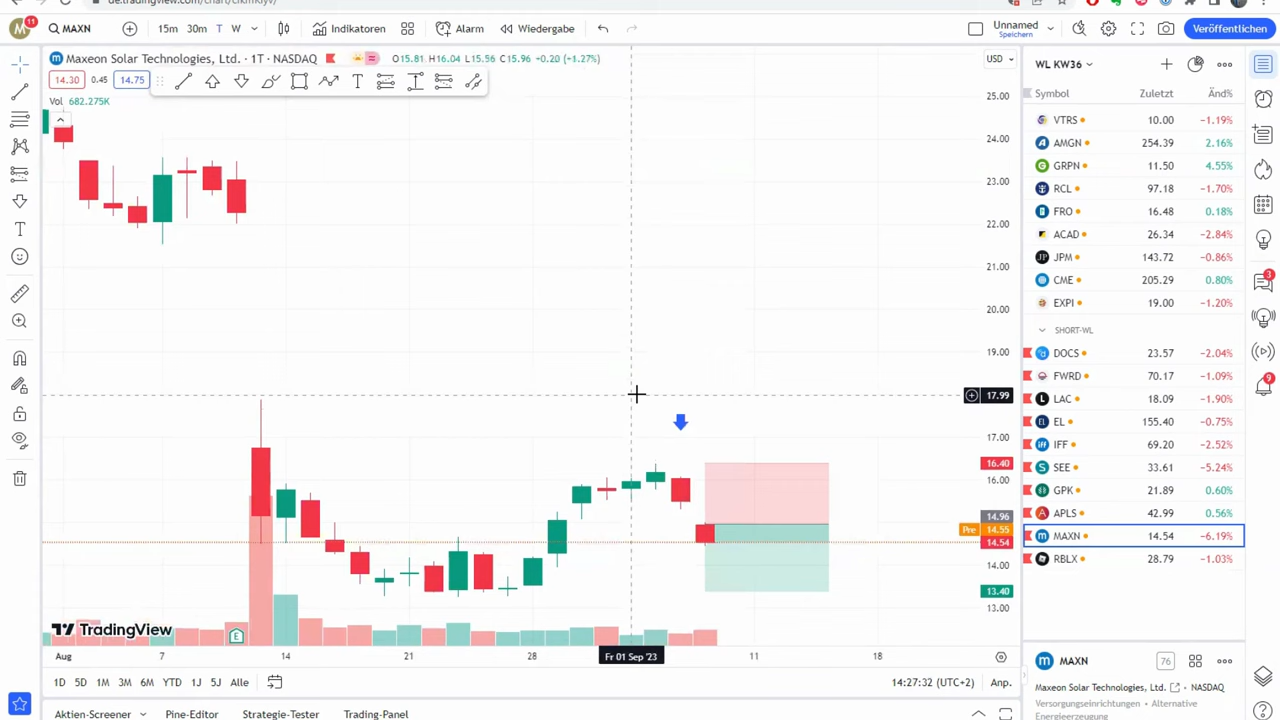 de.tradingview.com/chart/
M 11 MAXN 15m 30m T W Indikatoren Alarm Wiedergabe Unnamed Speichern Veröffentlichen
Maxeon Solar Technologies, Ltd. · 1T · NASDAQ O15.81 H16.04 L15.56 C15.96 −0.20 (+1.27%) USD
14.30 0.45 14.75
Vol 682.275K
25.00
24.00
23.00
22.00
21.00
20.00
19.00
17.99
17.00
16.40
16.00
14.96
Pre 14.55
14.54
14.00
13.40
13.00
E
TradingView
Aug 7 14 21 28 Fr 01 Sep '23 11 18
1D 5D 1M 3M 6M YTD 1J 5J Alle 14:27:32 (UTC+2) Anp.
Aktien-Screener Pine-Editor Strategie-Tester Trading-Panel
WL KW36
Symbol Zuletzt Änd%
VTRS 10.00 −1.19%
AMGN 254.39 2.16%
GRPN 11.50 4.55%
RCL 97.18 −1.70%
FRO 16.48 0.18%
ACAD 26.34 −2.84%
JPM 143.72 −0.86%
CME 205.29 0.80%
EXPI 19.00 −1.20%
SHORT-WL
DOCS 23.57 −2.04%
FWRD 70.17 −1.09%
LAC 18.09 −1.90%
EL 155.40 −0.75%
IFF 69.20 −2.52%
SEE 33.61 −5.24%
GPK 21.89 0.60%
APLS 42.99 0.56%
MAXN 14.54 −6.19%
RBLX 28.79 −1.03%
MAXN 76
Maxeon Solar Technologies, Ltd. · NASDAQ
Versorgungseinrichtungen · Alternative
Energieerzeugung
3
9